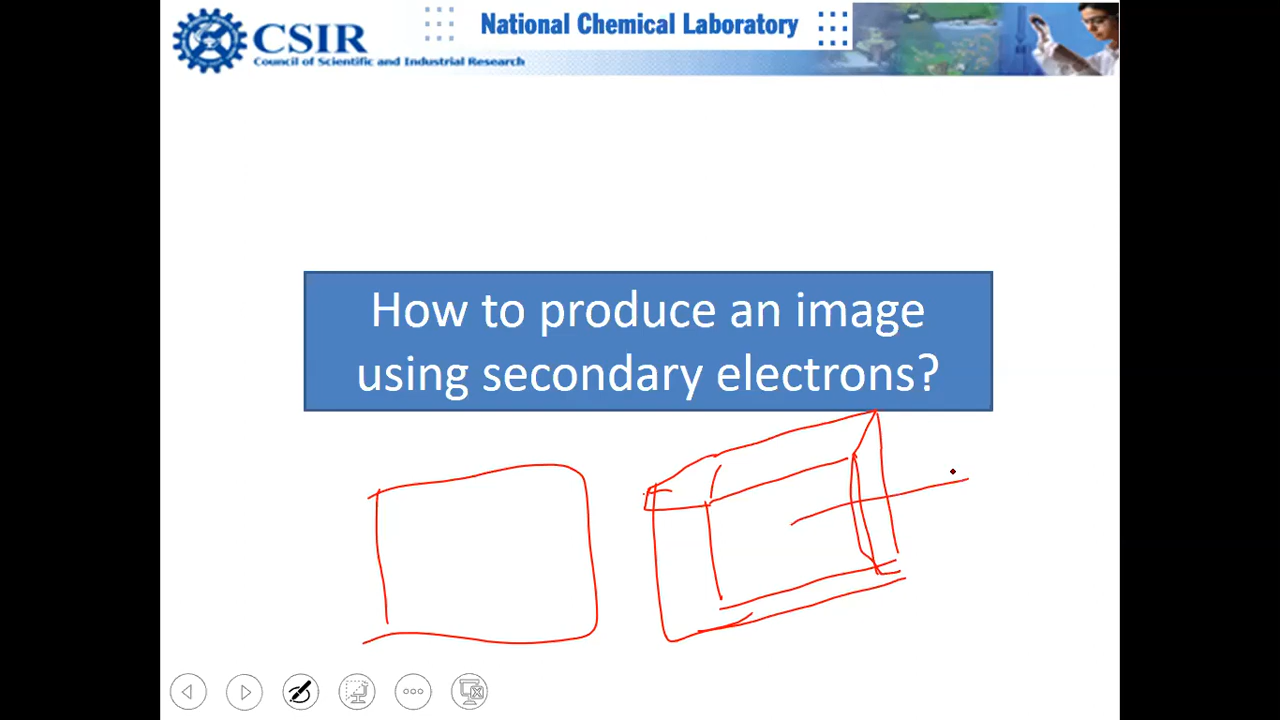 CSIR
Council of Scientific and Industrial Research
National Chemical Laboratory
How to produce an image
using secondary electrons?